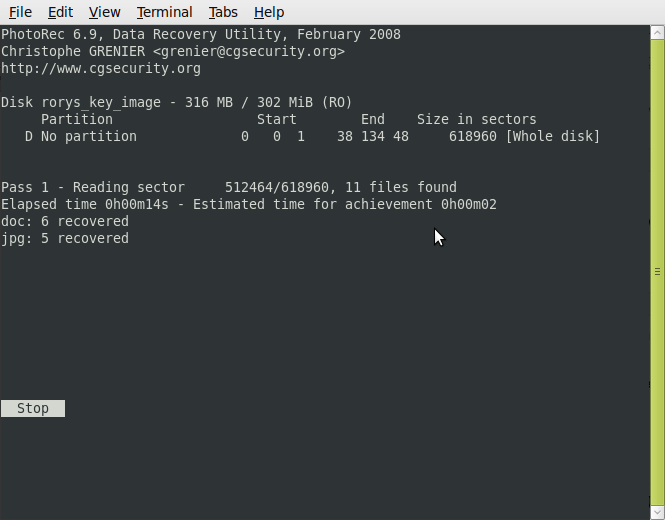 File Edit View Terminal Tabs Help
PhotoRec 6.9, Data Recovery Utility, February 2008
Christophe GRENIER <grenier@cgsecurity.org>
http://www.cgsecurity.org
Disk rorys_key_image - 316 MB / 302 MiB (RO)
Partition Start End Size in sectors
D No partition 0 0 1 38 134 48 618960 [Whole disk]
Pass 1 - Reading sector 512464/618960, 11 files found
Elapsed time 0h00m14s - Estimated time for achievement 0h00m02
doc: 6 recovered
jpg: 5 recovered
Stop